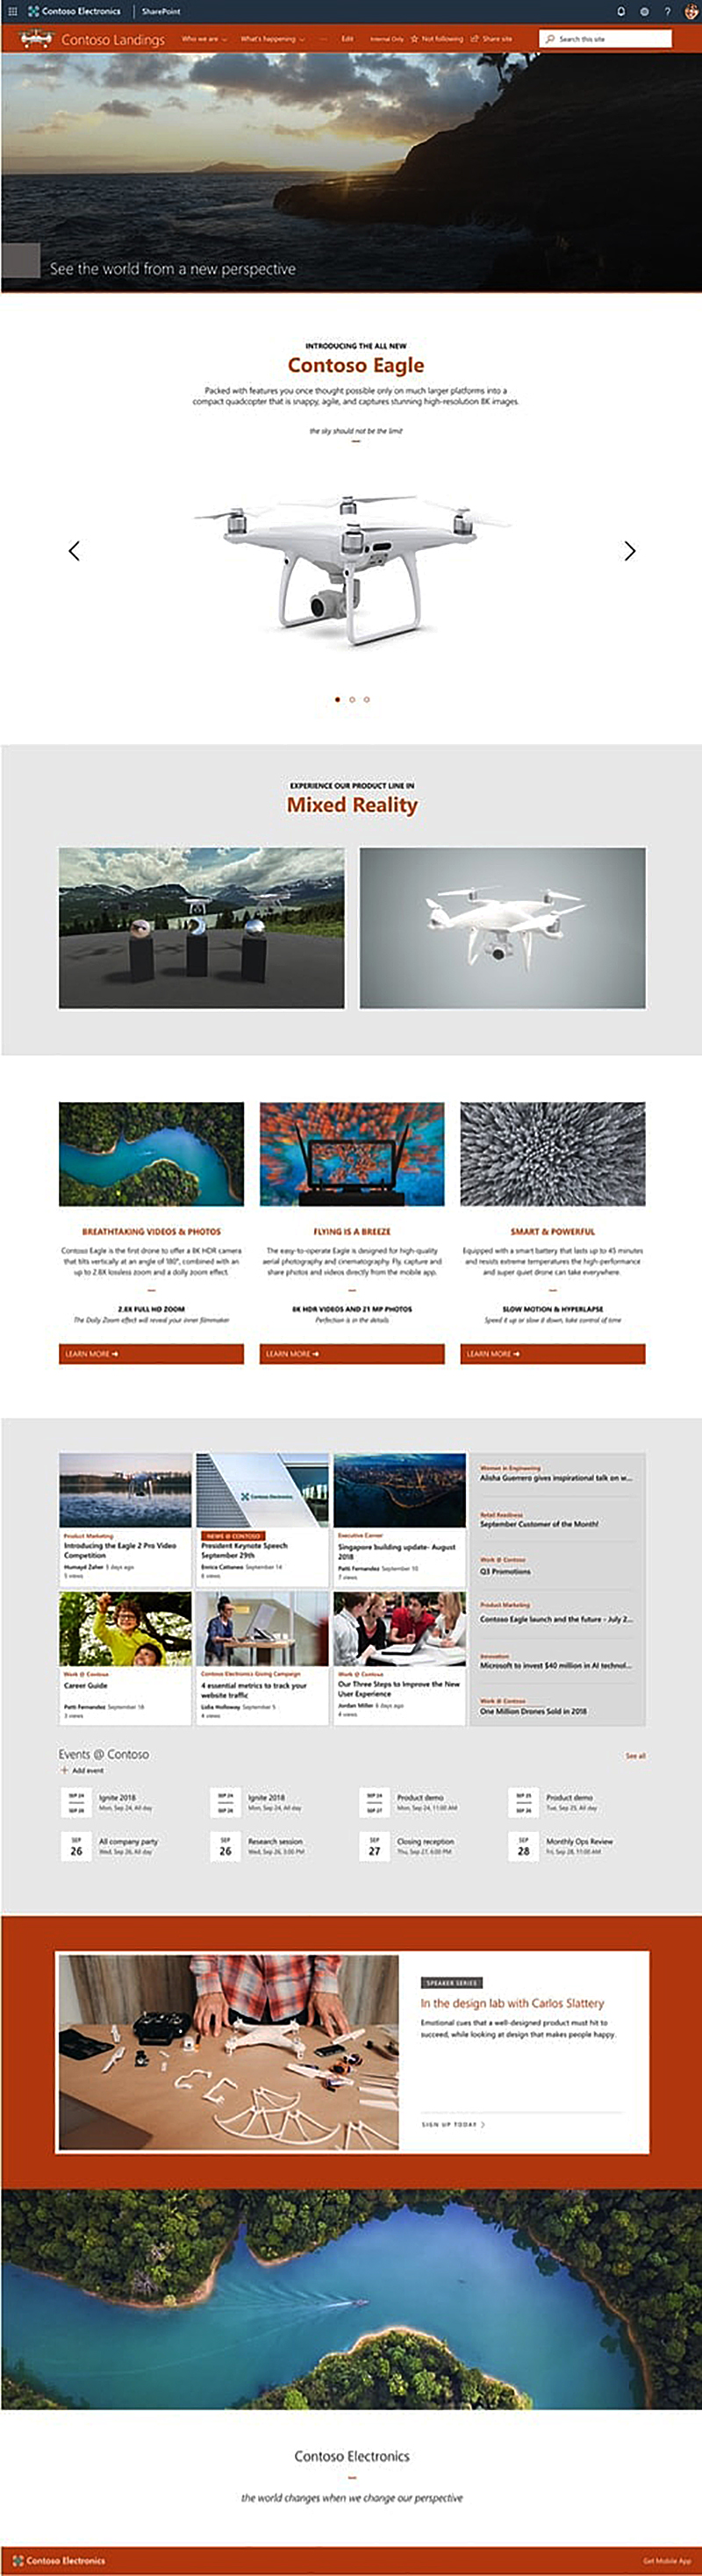 Contoso Electronics SharePoint ?
Contoso Landings Who we are What's happening ... Edit Internal Only Not following Share site Search this site
See the world from a new perspective
INTRODUCING THE ALL NEW
Contoso Eagle
Packed with features you once thought possible only on much larger platforms into a
compact quadcopter that is snappy, agile, and captures stunning high-resolution 8K images.
the sky should not be the limit
EXPERIENCE OUR PRODUCT LINE IN
Mixed Reality
BREATHTAKING VIDEOS & PHOTOS
Contoso Eagle is the first drone to offer a 8K HDR camera
that tilts vertically at an angle of 180°, combined with an
up to 2.8X lossless zoom and a dolly zoom effect.
2.8X FULL HD ZOOM
The Dolly Zoom effect will reveal your inner filmmaker
LEARN MORE ➔
FLYING IS A BREEZE
The easy-to-operate Eagle is designed for high-quality
aerial photography and cinematography. Fly, capture and
share photos and videos directly from the mobile app.
8K HDR VIDEOS AND 21 MP PHOTOS
Perfection is in the details
LEARN MORE ➔
SMART & POWERFUL
Equipped with a smart battery that lasts up to 45 minutes
and resists extreme temperatures the high-performance
and super quiet drone can take everywhere.
SLOW MOTION & HYPERLAPSE
Speed it up or slow it down, take control of time
LEARN MORE ➔
Product Marketing
Introducing the Eagle 2 Pro Video
Competition
Humayd Zaher 3 days ago
5 views
Contoso Electronics
NEWS @ CONTOSO
President Keynote Speech
September 29th
Enrica Cattaneo September 14
6 views
Executive Corner
Singapore building update- August
2018
Patti Fernandez September 10
7 views
Work @ Contoso
Career Guide
Patti Fernandez September 18
3 views
Contoso Electronics Giving Campaign
4 essential metrics to track your
website traffic
Lidia Holloway September 5
4 views
Work @ Contoso
Our Three Steps to Improve the New
User Experience
Jordan Miller 6 days ago
4 views
Women in Engineering
Alisha Guerrero gives inspirational talk on w...
Retail Readiness
September Customer of the Month!
Work @ Contoso
Q3 Promotions
Product Marketing
Contoso Eagle launch and the future - July 2...
Innovation
Microsoft to invest $40 million in AI technol...
Work @ Contoso
One Million Drones Sold in 2018
Events @ Contoso See all
+ Add event
SEP 24
SEP 28
Ignite 2018
Mon, Sep 24, All day
SEP 24
SEP 26
Ignite 2018
Mon, Sep 24, All day
SEP 24
SEP 27
Product demo
Mon, Sep 24, 11:00 AM
SEP 25
SEP 26
Product demo
Tue, Sep 25, All day
SEP
26
All company party
Wed, Sep 26, All day
SEP
26
Research session
Wed, Sep 26, 3:00 PM
SEP
27
Closing reception
Thu, Sep 27, 6:00 PM
SEP
28
Monthly Ops Review
Fri, Sep 28, 11:00 AM
SPEAKER SERIES
In the design lab with Carlos Slattery
Emotional cues that a well-designed product must hit to
succeed, while looking at design that makes people happy.
SIGN UP TODAY >
Contoso Electronics
the world changes when we change our perspective
Contoso Electronics Get Mobile App